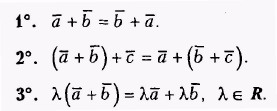 1°. a̅ + b̅ = b̅ + a̅.
2°. (a̅ + b̅) + c̅ = a̅ + (b̅ + c̅).
3°. λ(a̅ + b̅) = λa̅ + λb̅, λ ∈ R.